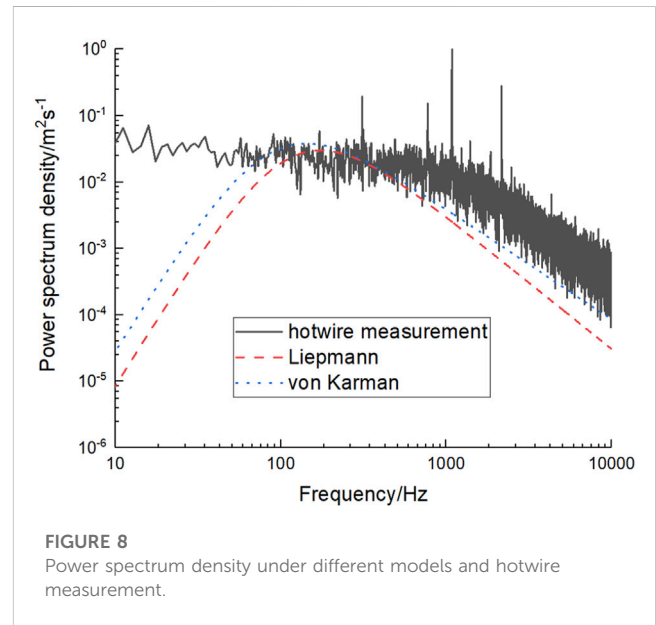 10⁰
10⁻¹
10⁻²
10⁻³
10⁻⁴
10⁻⁵
10⁻⁶
Power spectrum density/m²s⁻¹
hotwire measurement
Liepmann
von Karman
10 100 1000 10000
Frequency/Hz
FIGURE 8
Power spectrum density under different models and hotwire
measurement.